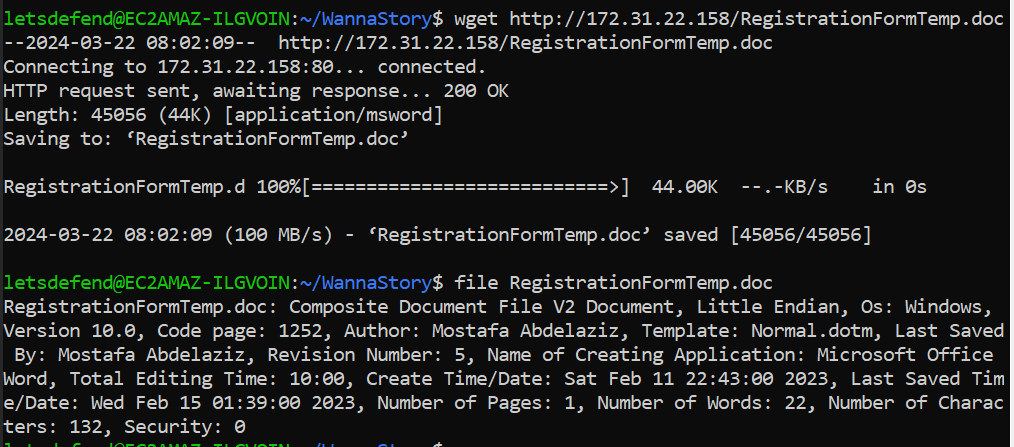 letsdefend@EC2AMAZ-ILGVOIN:~/WannaStory$ wget http://172.31.22.158/RegistrationFormTemp.doc
--2024-03-22 08:02:09--  http://172.31.22.158/RegistrationFormTemp.doc
Connecting to 172.31.22.158:80... connected.
HTTP request sent, awaiting response... 200 OK
Length: 45056 (44K) [application/msword]
Saving to: ‘RegistrationFormTemp.doc’
RegistrationFormTemp.d 100%[===========================>]  44.00K  --.-KB/s    in 0s
2024-03-22 08:02:09 (100 MB/s) - ‘RegistrationFormTemp.doc’ saved [45056/45056]
letsdefend@EC2AMAZ-ILGVOIN:~/WannaStory$ file RegistrationFormTemp.doc
RegistrationFormTemp.doc: Composite Document File V2 Document, Little Endian, Os: Windows,
Version 10.0, Code page: 1252, Author: Mostafa Abdelaziz, Template: Normal.dotm, Last Saved
By: Mostafa Abdelaziz, Revision Number: 5, Name of Creating Application: Microsoft Office
Word, Total Editing Time: 10:00, Create Time/Date: Sat Feb 11 22:43:00 2023, Last Saved Tim
e/Date: Wed Feb 15 01:39:00 2023, Number of Pages: 1, Number of Words: 22, Number of Charac
ters: 132, Security: 0